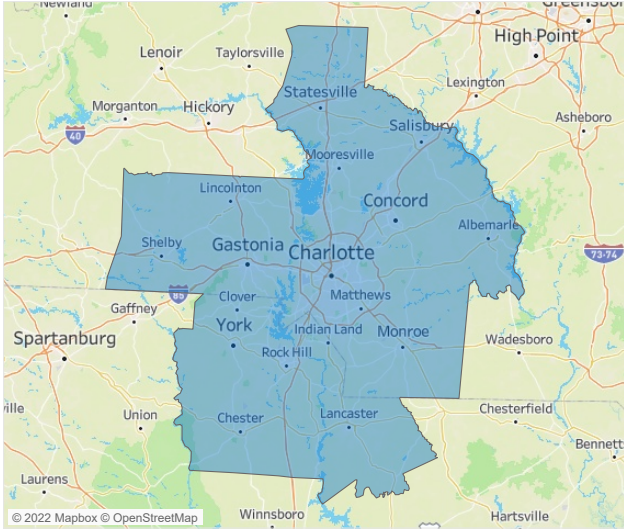 Newland
Greensboro
High Point
Lenoir
Taylorsville
Lexington
Statesville
Morganton
Hickory
Asheboro
40
Salisbury
Mooresville
Lincolnton
Concord
Albemarle
Shelby
Gastonia
Charlotte
73-74
85
Clover
Matthews
Gaffney
York
Indian Land
Monroe
Spartanburg
Wadesboro
Rock Hill
ville
Union
Chester
Lancaster
Chesterfield
Bennett
Laurens
Winnsboro
Hartsville
© 2022 Mapbox © OpenStreetMap